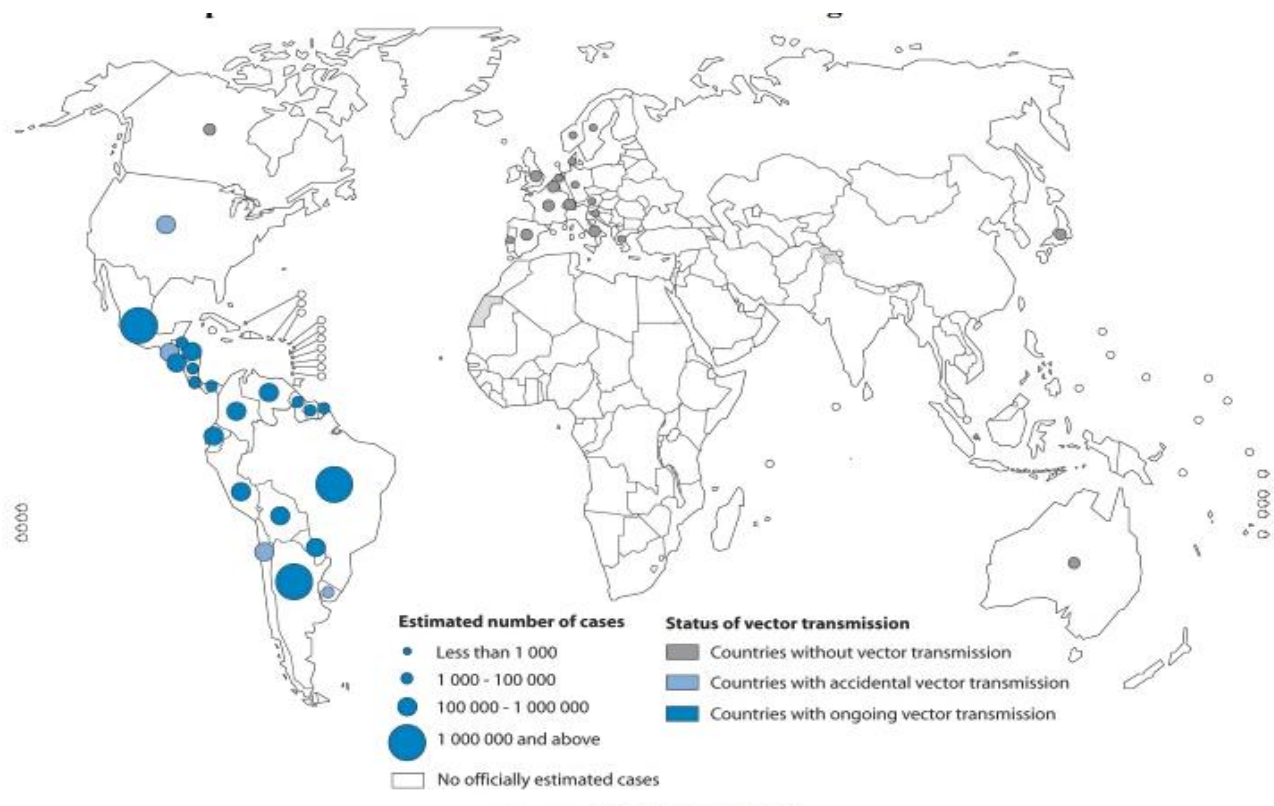 Estimated number of cases
Less than 1 000
1 000 - 100 000
100 000 - 1 000 000
1 000 000 and above
No officially estimated cases
Status of vector transmission
Countries without vector transmission
Countries with accidental vector transmission
Countries with ongoing vector transmission